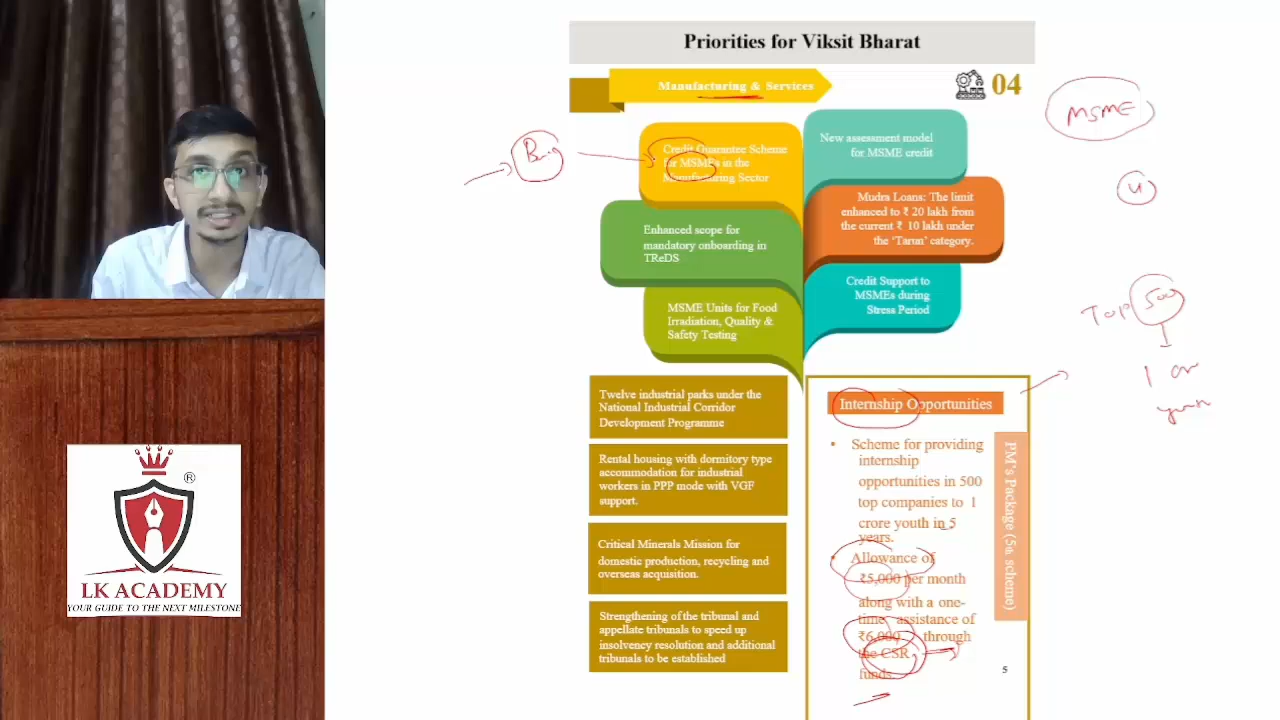 Priorities for Viksit Bharat
Manufacturing & Services
04
Credit Guarantee Scheme
for MSMEs in the
Manufacturing Sector
New assessment model
for MSME credit
Enhanced scope for
mandatory onboarding in
TReDS
Mudra Loans: The limit
enhanced to ₹ 20 lakh from
the current ₹ 10 lakh under
the ‘Tarun’ category.
MSME Units for Food
Irradiation, Quality &
Safety Testing
Credit Support to
MSMEs during
Stress Period
Twelve industrial parks under the
National Industrial Corridor
Development Programme
Rental housing with dormitory type
accommodation for industrial
workers in PPP mode with VGF
support.
Critical Minerals Mission for
domestic production, recycling and
overseas acquisition.
Strengthening of the tribunal and
appellate tribunals to speed up
insolvency resolution and additional
tribunals to be established
Internship Opportunities
• Scheme for providing
internship
opportunities in 500
top companies to 1
crore youth in 5
years.
• Allowance of
₹5,000 per month
along with a one-
time assistance of
₹6,000 through
the CSR
funds.
PM's Package (5th scheme)
5
MSME
Top 500
1 cr
®
LK ACADEMY
YOUR GUIDE TO THE NEXT MILESTONE